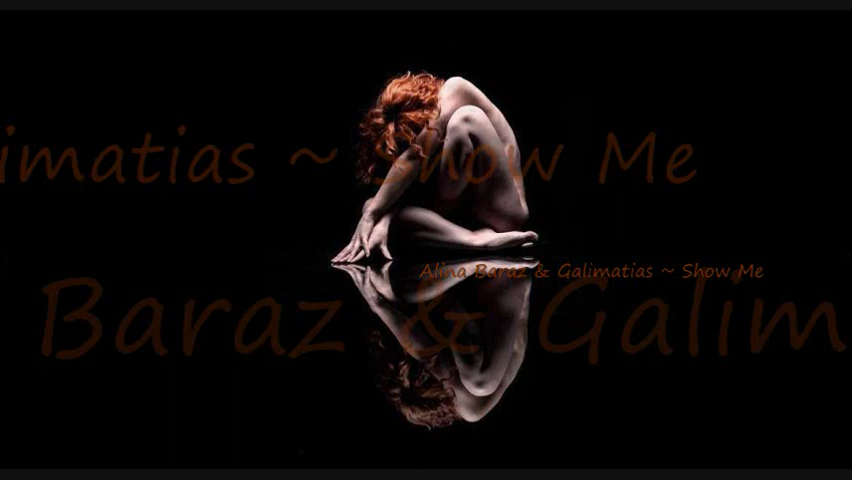 imatias ~ Show Me
Alina Baraz & Galimatias ~ Show Me
Baraz & Galim